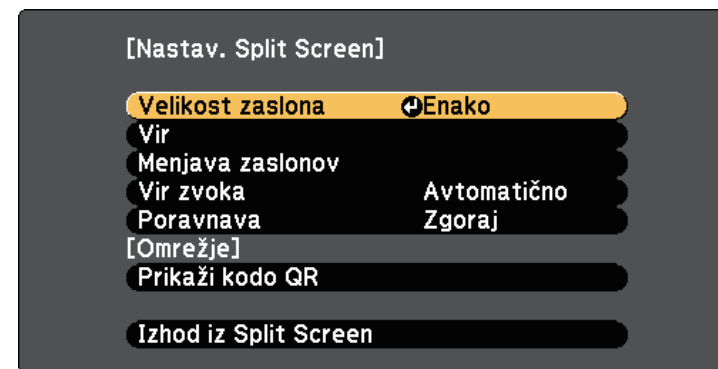 [Nastav. Split Screen]
Velikost zaslona Enako
Vir
Menjava zaslonov
Vir zvoka Avtomatično
Poravnava Zgoraj
[Omrežje]
Prikaži kodo QR
Izhod iz Split Screen